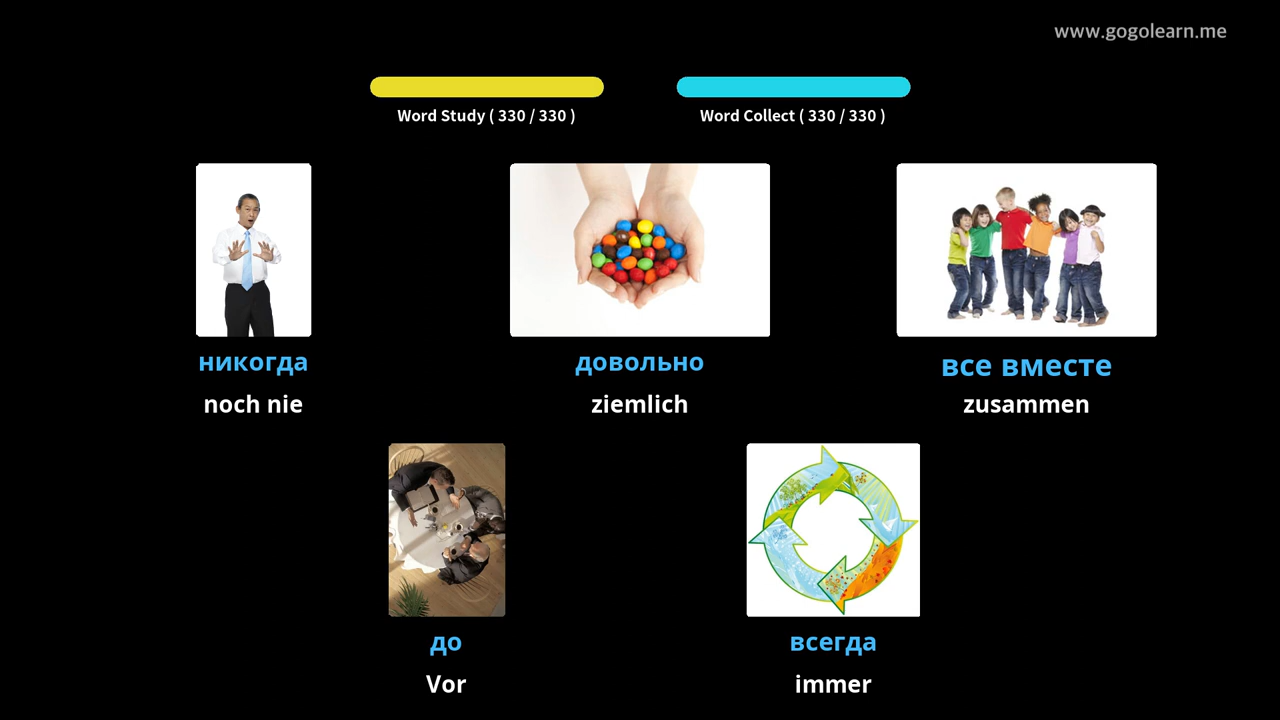 www.gogolearn.me
Word Study ( 330 / 330 )
Word Collect ( 330 / 330 )
никогда
noch nie
довольно
ziemlich
все вместе
zusammen
до
Vor
всегда
immer